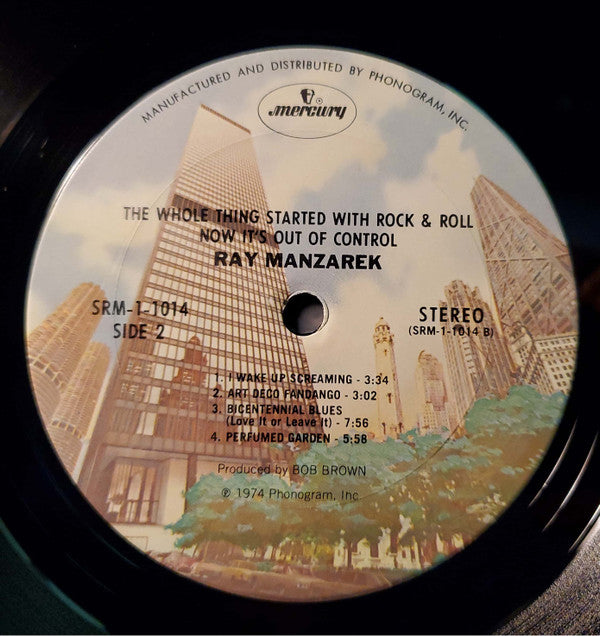 MANUFACTURED AND DISTRIBUTED BY PHONOGRAM, INC.
mercury
THE WHOLE THING STARTED WITH ROCK & ROLL
NOW IT'S OUT OF CONTROL
RAY MANZAREK
SRM-1-1014
SIDE 2
STEREO
(SRM-1-1014 B)
1. I WAKE UP SCREAMING - 3:34
2. ART DECO FANDANGO - 3:02
3. BICENTENNIAL BLUES
(Love It or Leave It) - 7:56
4. PERFUMED GARDEN - 5:58
Produced by BOB BROWN
℗ 1974 Phonogram, Inc.